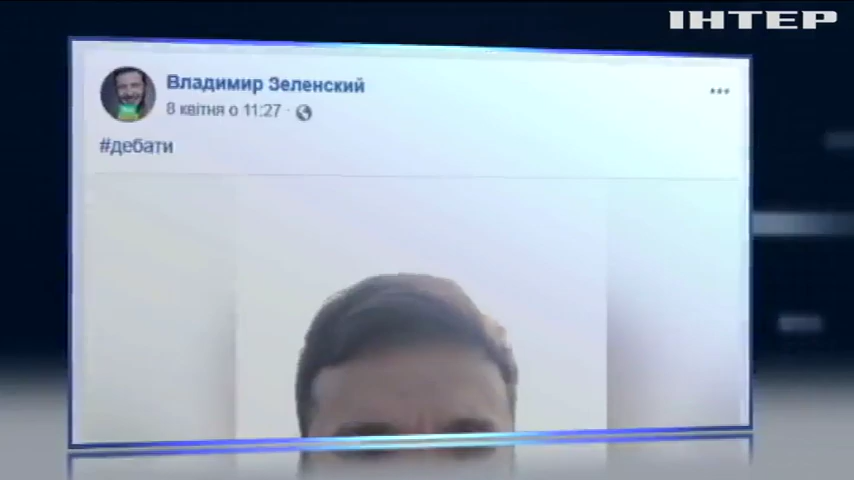 ІНТЕР
Владимир Зеленский
8 квітня о 11:27 ·
#дебати